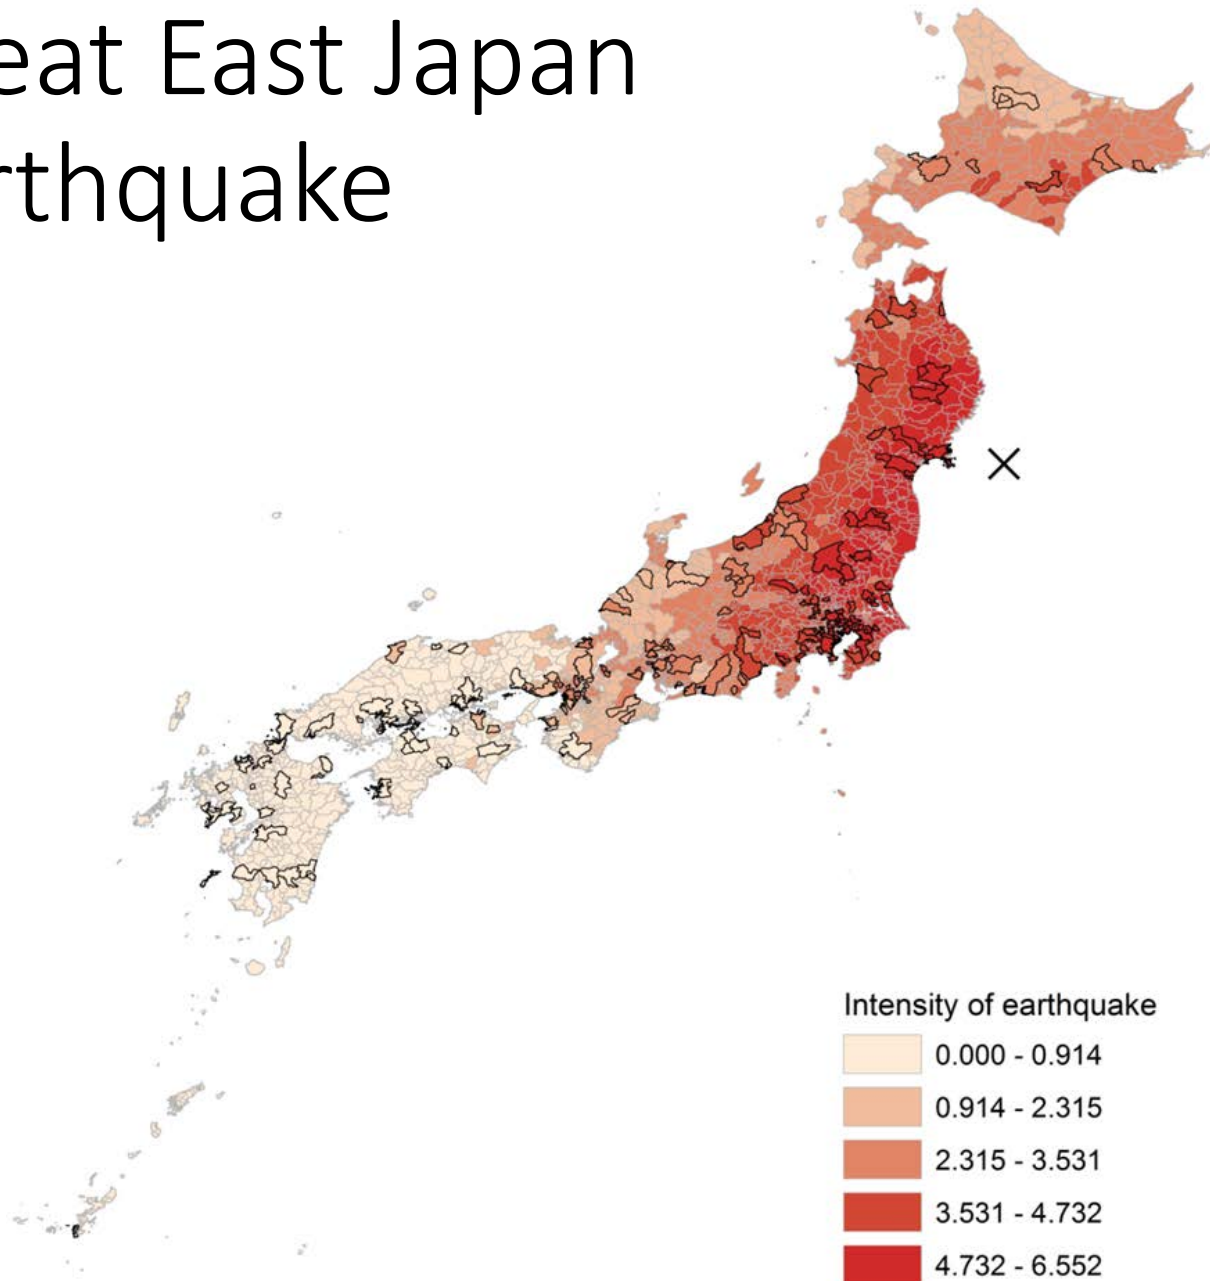 eat East Japan
rthquake
Intensity of earthquake
0.000 - 0.914
0.914 - 2.315
2.315 - 3.531
3.531 - 4.732
4.732 - 6.552